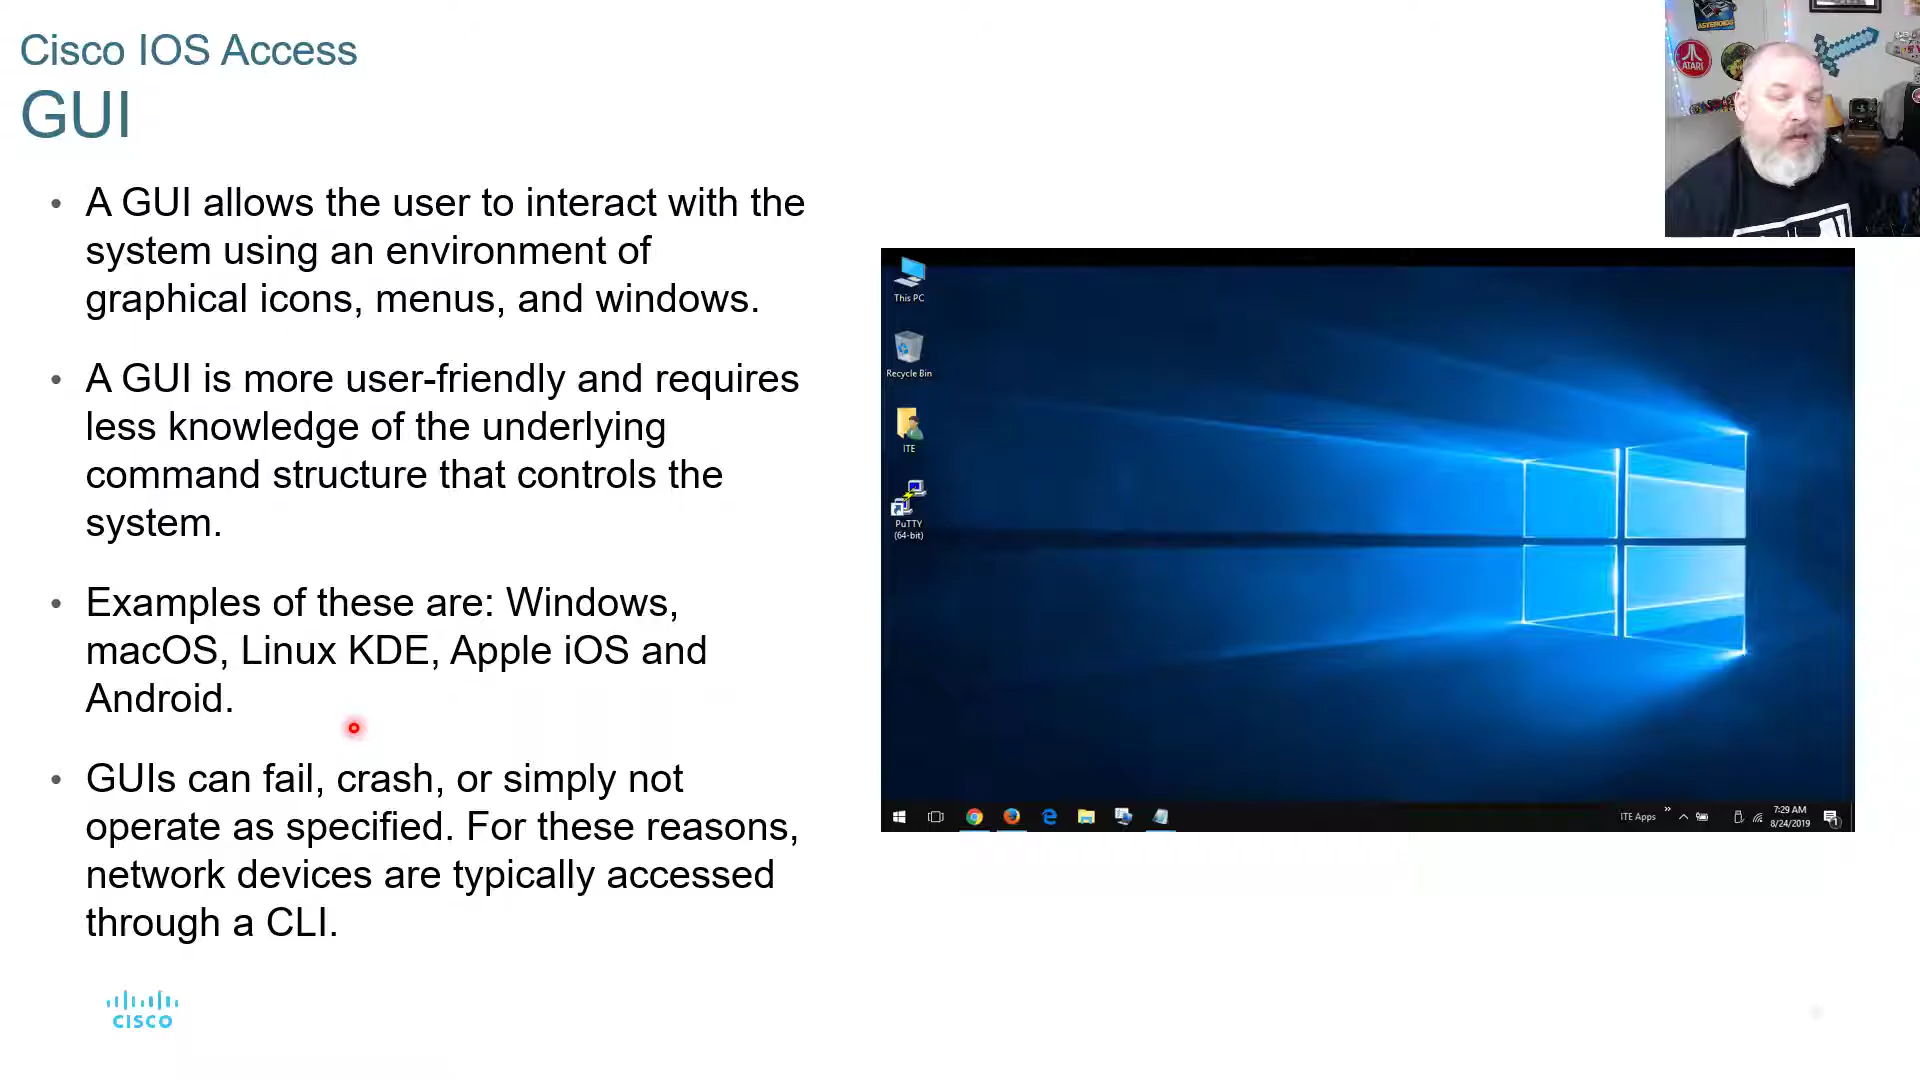 Cisco IOS Access
GUI
• A GUI allows the user to interact with the
system using an environment of
graphical icons, menus, and windows.
• A GUI is more user-friendly and requires
less knowledge of the underlying
command structure that controls the
system.
• Examples of these are: Windows,
macOS, Linux KDE, Apple iOS and
Android.
• GUIs can fail, crash, or simply not
operate as specified. For these reasons,
network devices are typically accessed
through a CLI.
CISCO
ASTEROIDS
ATARI
This PC
Recycle Bin
ITE
PuTTY
(64-bit)
ITE Apps
7:29 AM
8/24/2019
1